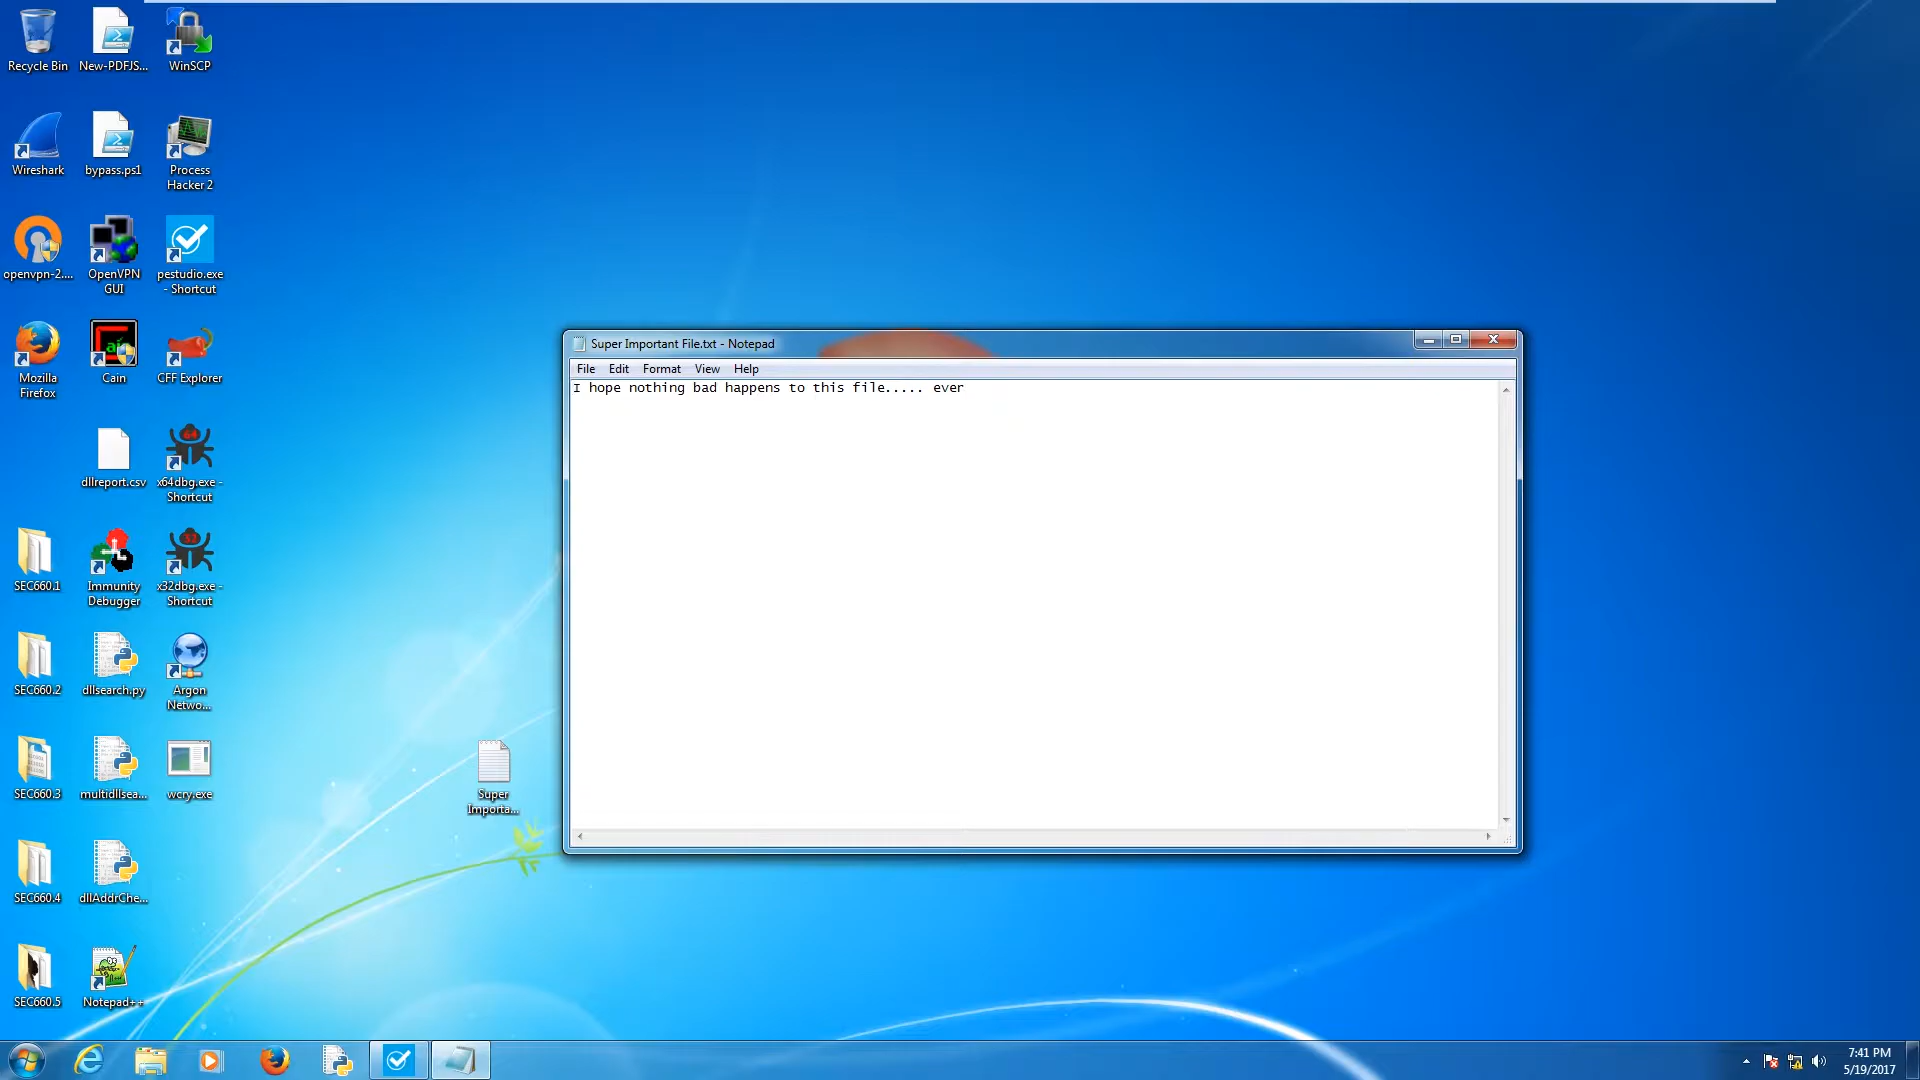 Recycle Bin
New-PDFJS...
WinSCP
Wireshark
bypass.ps1
Process
Hacker 2
openvpn-2....
OpenVPN
GUI
pestudio.exe
- Shortcut
Mozilla
Firefox
Cain
CFF Explorer
dllreport.csv
x64dbg.exe -
Shortcut
SEC660.1
Immunity
Debugger
x32dbg.exe -
Shortcut
SEC660.2
dllsearch.py
Argon
Netwo...
SEC660.3
multidllsea...
wcry.exe
SEC660.4
dllAddrChe...
SEC660.5
Notepad++
Super
Importa...
Super Important File.txt - Notepad
File Edit Format View Help
I hope nothing bad happens to this file..... ever
7:41 PM
5/19/2017